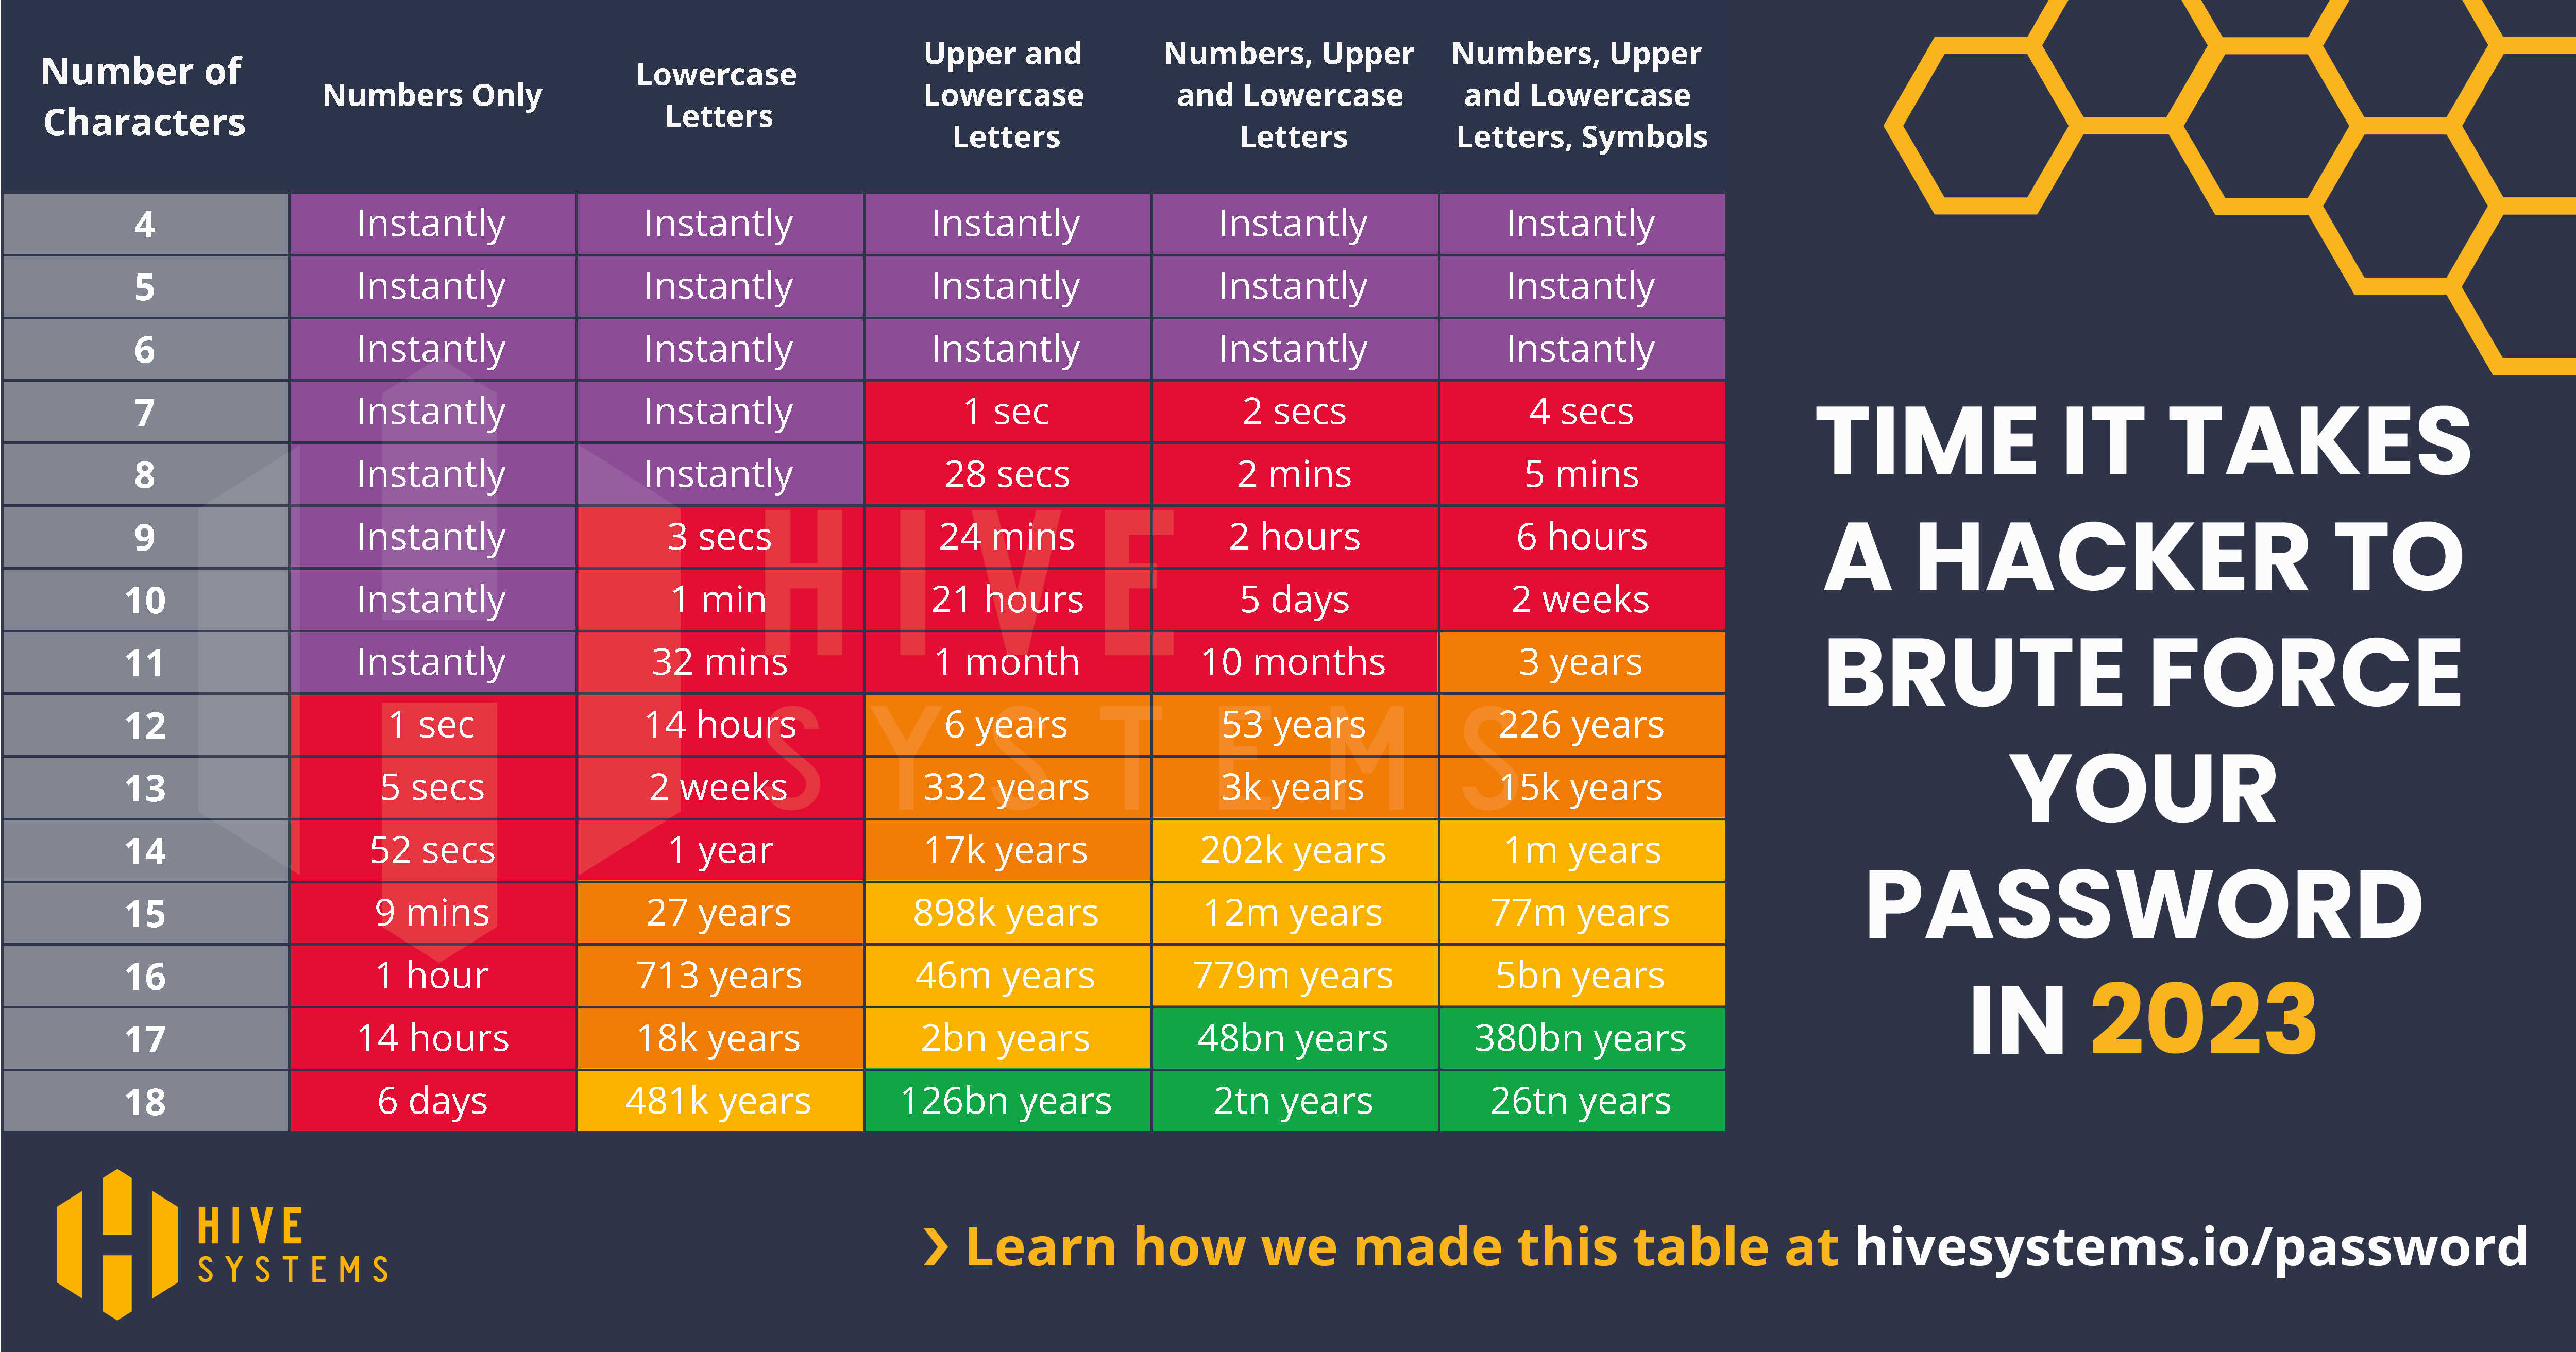 Number of Characters | Numbers Only | Lowercase Letters | Upper and Lowercase Letters | Numbers, Upper and Lowercase Letters | Numbers, Upper and Lowercase Letters, Symbols
4 Instantly Instantly Instantly Instantly Instantly
5 Instantly Instantly Instantly Instantly Instantly
6 Instantly Instantly Instantly Instantly Instantly
7 Instantly Instantly 1 sec 2 secs 4 secs
8 Instantly Instantly 28 secs 2 mins 5 mins
9 Instantly 3 secs 24 mins 2 hours 6 hours
10 Instantly 1 min 21 hours 5 days 2 weeks
11 Instantly 32 mins 1 month 10 months 3 years
12 1 sec 14 hours 6 years 53 years 226 years
13 5 secs 2 weeks 332 years 3k years 15k years
14 52 secs 1 year 17k years 202k years 1m years
15 9 mins 27 years 898k years 12m years 77m years
16 1 hour 713 years 46m years 779m years 5bn years
17 14 hours 18k years 2bn years 48bn years 380bn years
18 6 days 481k years 126bn years 2tn years 26tn years
HIVE
SYSTEMS
TIME IT TAKES
A HACKER TO
BRUTE FORCE
YOUR
PASSWORD
IN 2023
HIVE
SYSTEMS
› Learn how we made this table at hivesystems.io/password